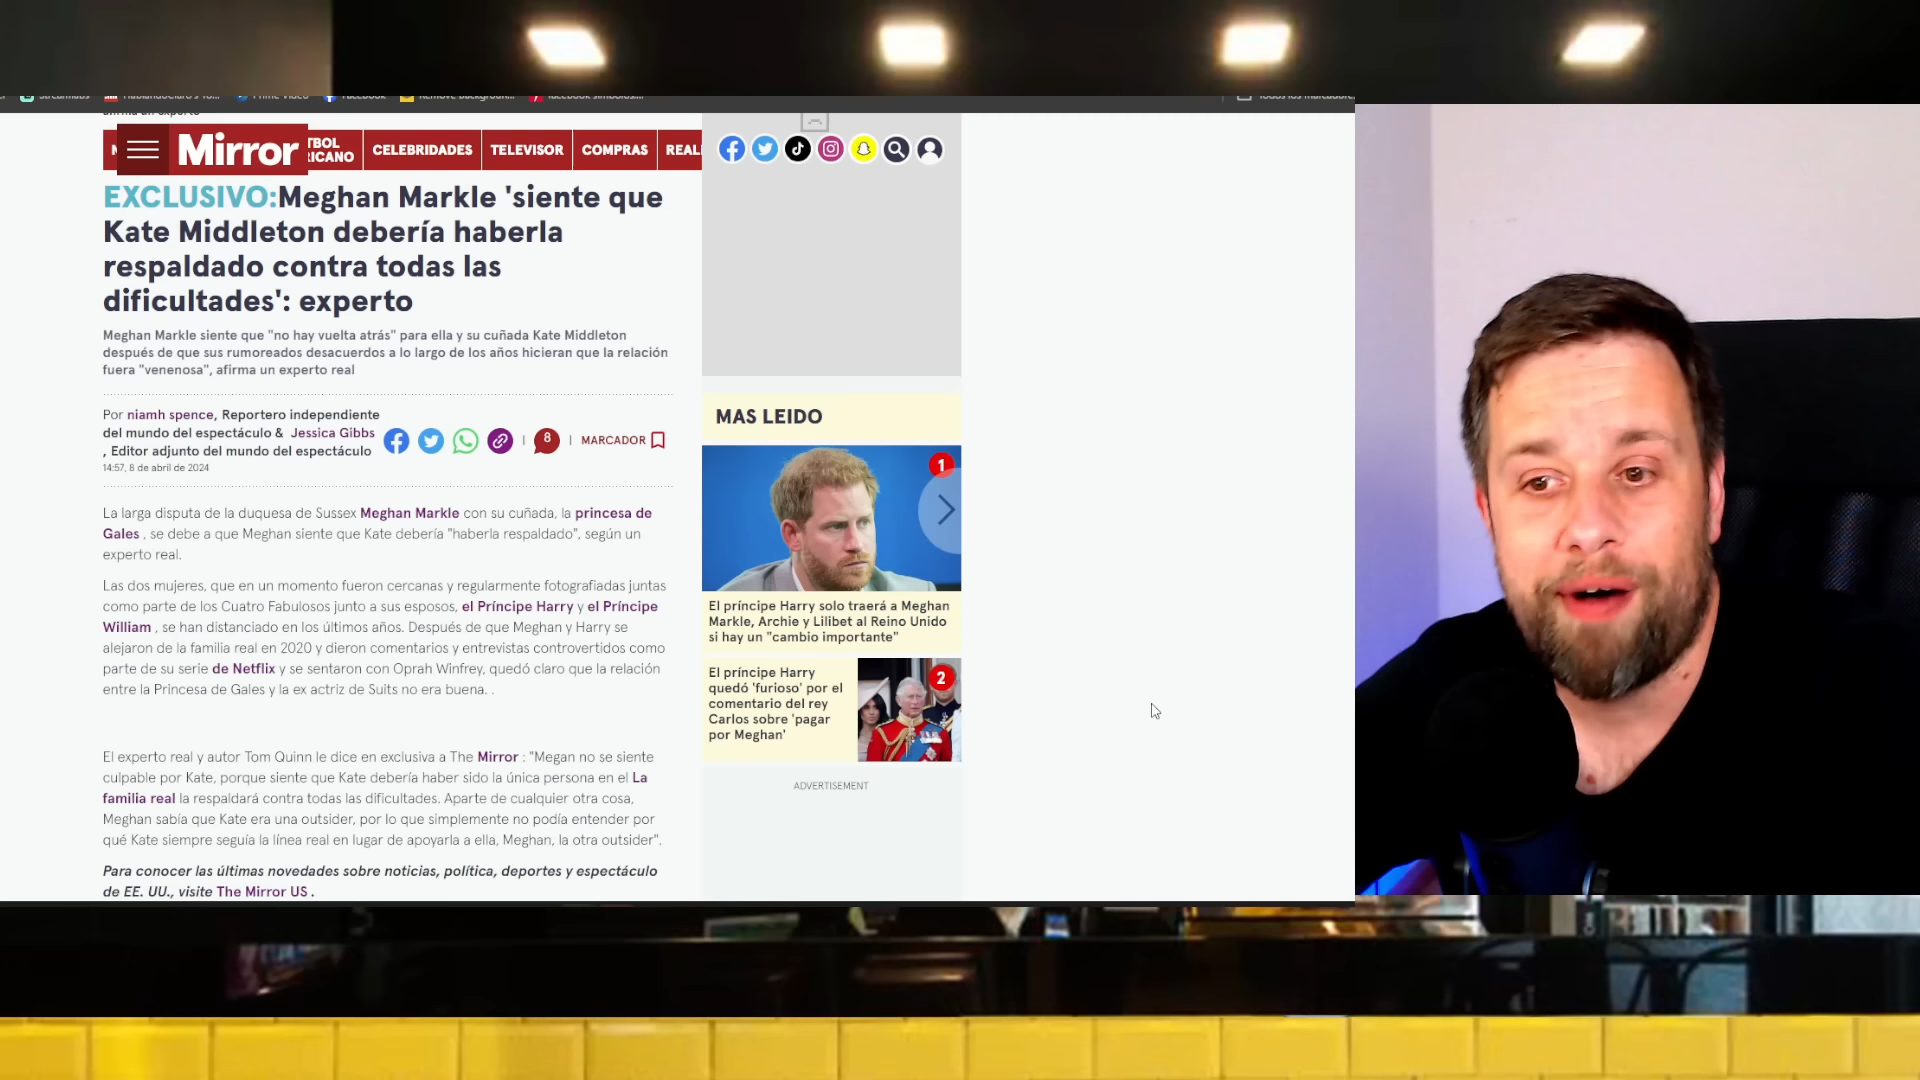 Streamlabs
HablandoClaro's Yo...
Prime Video
Facebook
Remove Backgroun...
Todos los marcadores
afirma un experto
Mirror
CELEBRIDADES
TELEVISOR
COMPRAS
EXCLUSIVO:Meghan Markle 'siente que
Kate Middleton debería haberla
respaldado contra todas las
dificultades': experto
Meghan Markle siente que "no hay vuelta atrás" para ella y su cuñada Kate Middleton
después de que sus rumoreados desacuerdos a lo largo de los años hicieran que la relación
fuera "venenosa", afirma un experto real
Por niamh spence, Reportero independiente
del mundo del espectáculo & Jessica Gibbs
, Editor adjunto del mundo del espectáculo
14:57, 8 de abril de 2024
8
MARCADOR
La larga disputa de la duquesa de Sussex Meghan Markle con su cuñada, la princesa de
Gales , se debe a que Meghan siente que Kate debería "haberla respaldado", según un
experto real.
Las dos mujeres, que en un momento fueron cercanas y regularmente fotografiadas juntas
como parte de los Cuatro Fabulosos junto a sus esposos, el Príncipe Harry y el Príncipe
William , se han distanciado en los últimos años. Después de que Meghan y Harry se
alejaron de la familia real en 2020 y dieron comentarios y entrevistas controvertidos como
parte de su serie de Netflix y se sentaron con Oprah Winfrey, quedó claro que la relación
entre la Princesa de Gales y la ex actriz de Suits no era buena. .
El experto real y autor Tom Quinn le dice en exclusiva a The Mirror : "Megan no se siente
culpable por Kate, porque siente que Kate debería haber sido la única persona en el La
familia real la respaldará contra todas las dificultades. Aparte de cualquier otra cosa,
Meghan sabía que Kate era una outsider, por lo que simplemente no podía entender por
qué Kate siempre seguía la línea real en lugar de apoyarla a ella, Meghan, la otra outsider".
Para conocer las últimas novedades sobre noticias, política, deportes y espectáculo
de EE. UU., visite The Mirror US .
MAS LEIDO
1
El príncipe Harry solo traerá a Meghan
Markle, Archie y Lilibet al Reino Unido
si hay un "cambio importante"
El príncipe Harry
quedó 'furioso' por el
comentario del rey
Carlos sobre 'pagar
por Meghan'
2
ADVERTISEMENT